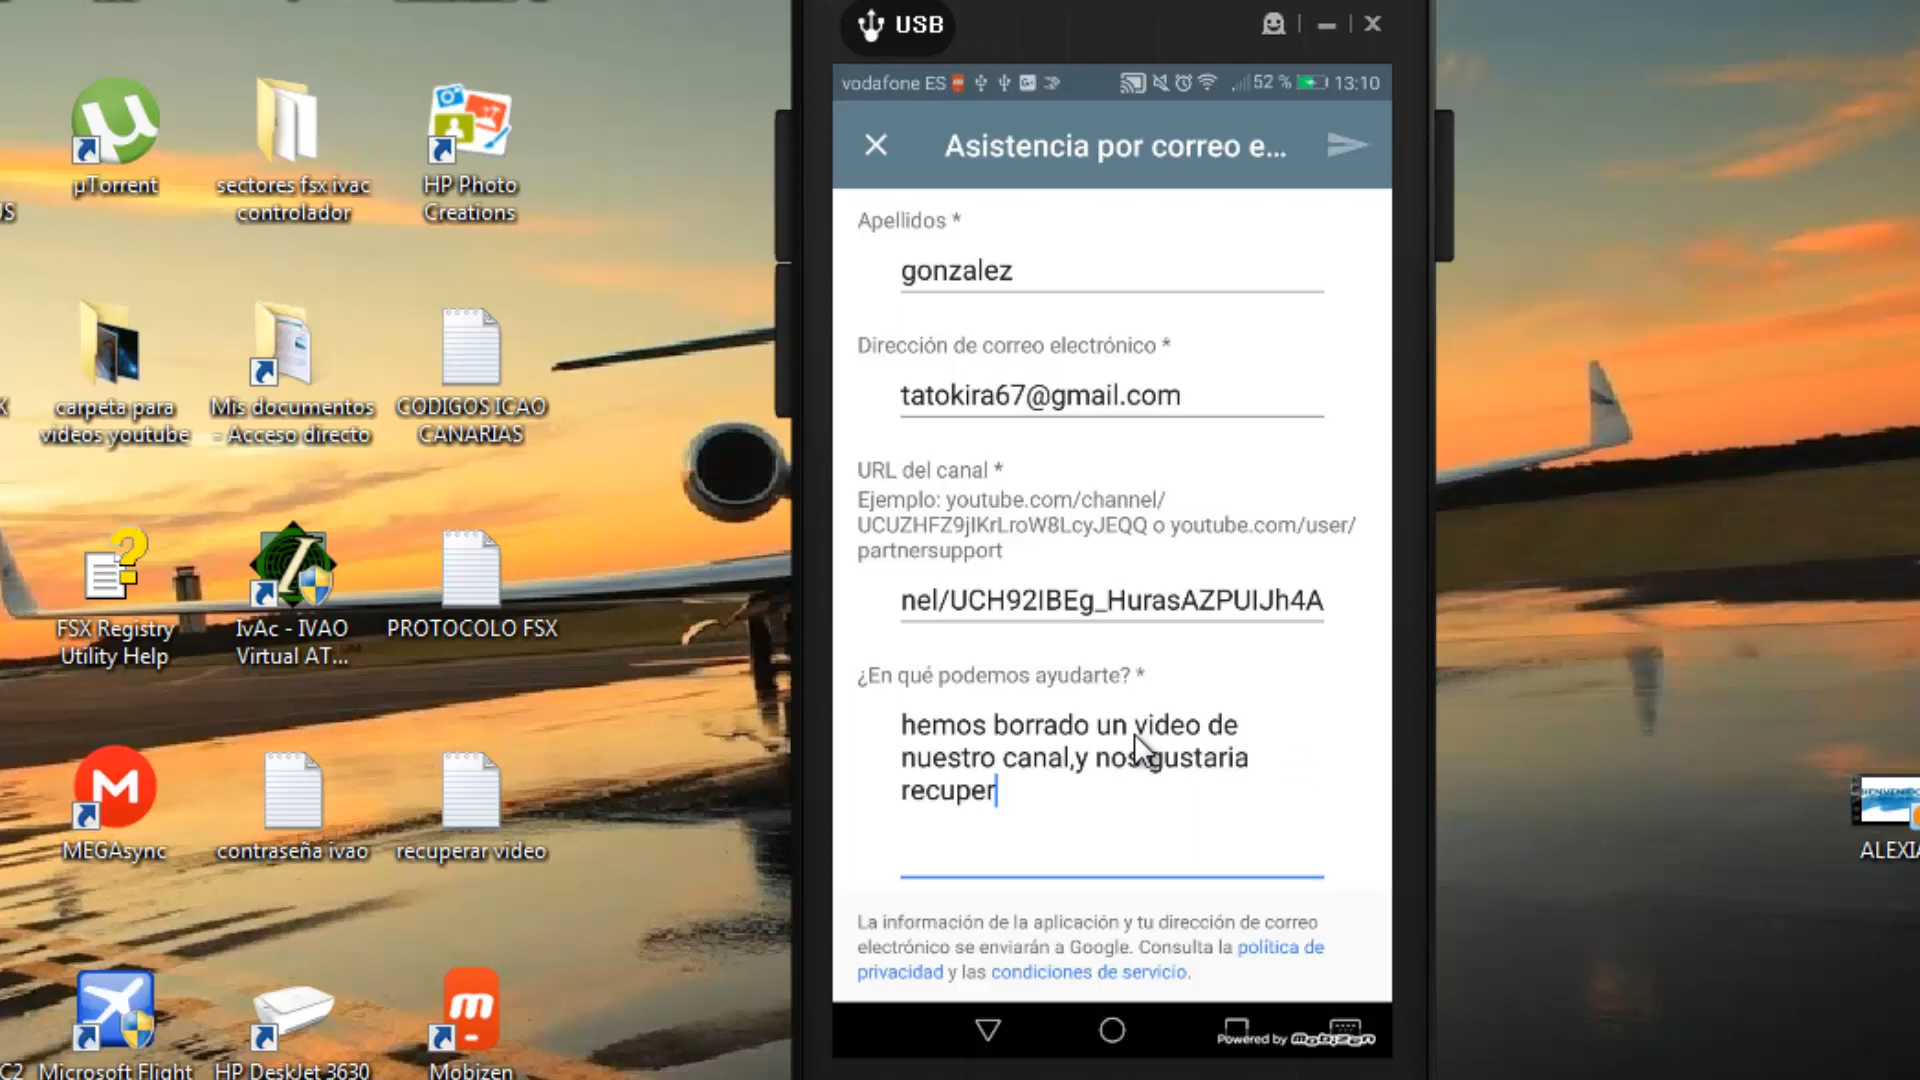 USB
vodafone ES
52 %
13:10
Asistencia por correo e...
Apellidos *
gonzalez
Dirección de correo electrónico *
tatokira67@gmail.com
URL del canal *
Ejemplo: youtube.com/channel/
UCUZHFZ9jIKrLroW8LcyJEQQ o youtube.com/user/
partnersupport
nel/UCH92IBEg_HurasAZPUIJh4A
¿En qué podemos ayudarte? *
hemos borrado un video de
nuestro canal,y nos gustaria
recuper
La información de la aplicación y tu dirección de correo
electrónico se enviarán a Google. Consulta la política de
privacidad y las condiciones de servicio.
Powered by mobizen
µTorrent
sectores fsx ivac
controlador
HP Photo
Creations
carpeta para
videos youtube
Mis documentos
- Acceso directo
CODIGOS ICAO
CANARIAS
FSX Registry
Utility Help
IvAc - IVAO
Virtual AT...
PROTOCOLO FSX
MEGAsync
contraseña ivao
recuperar video
Microsoft Flight
HP DeskJet 3630
Mobizen
ALEXIA